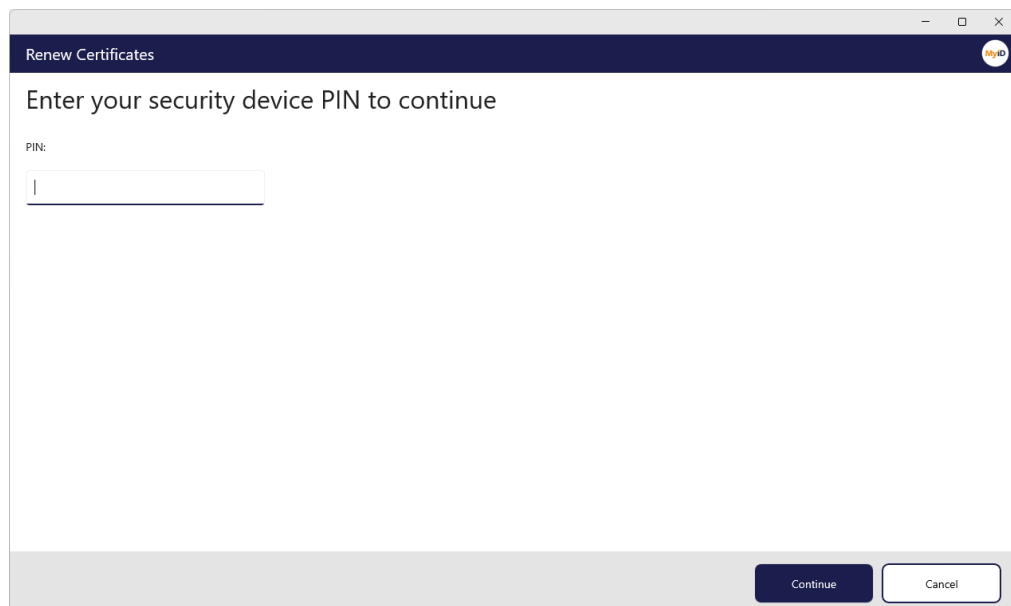 Renew Certificates
MyiD
Enter your security device PIN to continue
PIN:
Continue
Cancel